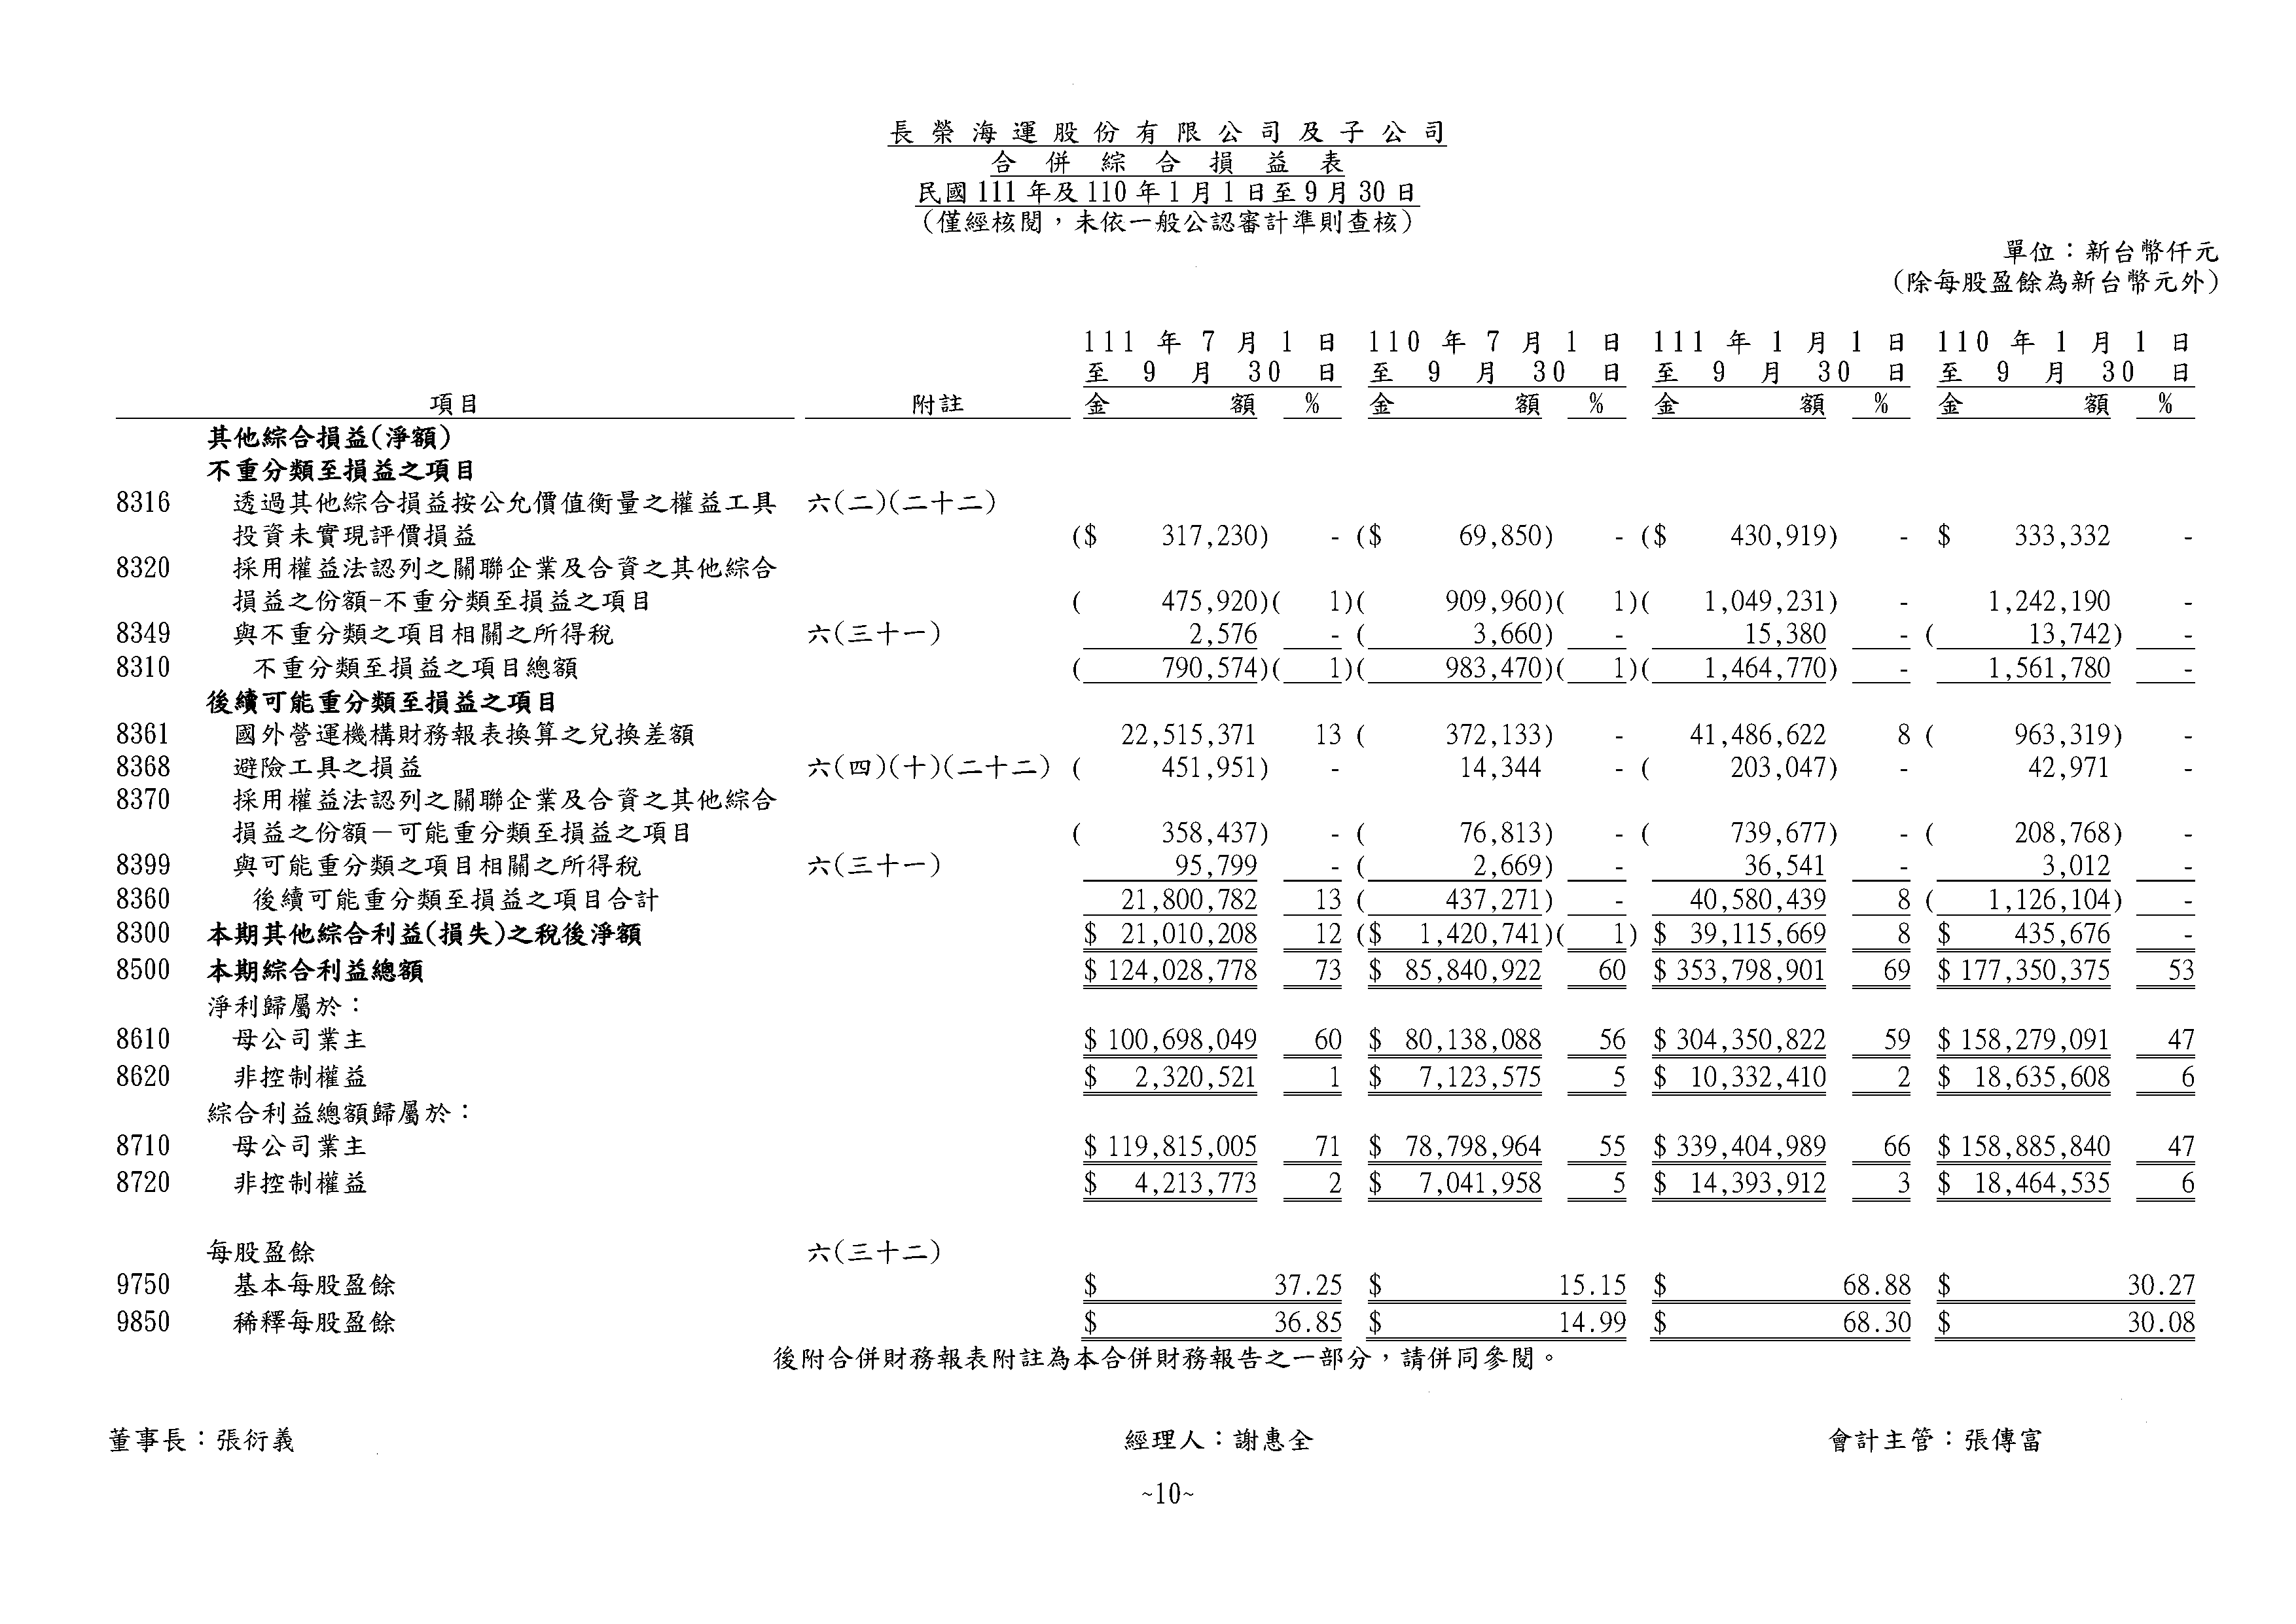 長榮海運股份有限公司及子公司
合併綜合損益表
民國111年及110年1月1日至9月30日
(僅經核閱，未依一般公認審計準則查核)
單位：新台幣仟元
(除每股盈餘為新台幣元外)
111年7月1日 110年7月1日 111年1月1日 110年1月1日
至9月30日 至9月30日 至9月30日 至9月30日
項目 附註 金額 % 金額 % 金額 % 金額 %
其他綜合損益(淨額)
不重分類至損益之項目
8316 透過其他綜合損益按公允價值衡量之權益工具 六(二)(二十二)
投資未實現評價損益 ($ 317,230) - ($ 69,850) - ($ 430,919) - $ 333,332 -
8320 採用權益法認列之關聯企業及合資之其他綜合
損益之份額-不重分類至損益之項目 ( 475,920)( 1)( 909,960)( 1)( 1,049,231) - 1,242,190 -
8349 與不重分類之項目相關之所得稅 六(三十一) 2,576 - ( 3,660) - 15,380 - ( 13,742) -
8310 不重分類至損益之項目總額 ( 790,574)( 1)( 983,470)( 1)( 1,464,770) - 1,561,780 -
後續可能重分類至損益之項目
8361 國外營運機構財務報表換算之兌換差額 22,515,371 13 ( 372,133) - 41,486,622 8 ( 963,319) -
8368 避險工具之損益 六(四)(十)(二十二) ( 451,951) - 14,344 - ( 203,047) - 42,971 -
8370 採用權益法認列之關聯企業及合資之其他綜合
損益之份額－可能重分類至損益之項目 ( 358,437) - ( 76,813) - ( 739,677) - ( 208,768) -
8399 與可能重分類之項目相關之所得稅 六(三十一) 95,799 - ( 2,669) - 36,541 - 3,012 -
8360 後續可能重分類至損益之項目合計 21,800,782 13 ( 437,271) - 40,580,439 8 ( 1,126,104) -
8300 本期其他綜合利益(損失)之稅後淨額 $ 21,010,208 12 ($ 1,420,741)( 1) $ 39,115,669 8 $ 435,676 -
8500 本期綜合利益總額 $ 124,028,778 73 $ 85,840,922 60 $ 353,798,901 69 $ 177,350,375 53
淨利歸屬於：
8610 母公司業主 $ 100,698,049 60 $ 80,138,088 56 $ 304,350,822 59 $ 158,279,091 47
8620 非控制權益 $ 2,320,521 1 $ 7,123,575 5 $ 10,332,410 2 $ 18,635,608 6
綜合利益總額歸屬於：
8710 母公司業主 $ 119,815,005 71 $ 78,798,964 55 $ 339,404,989 66 $ 158,885,840 47
8720 非控制權益 $ 4,213,773 2 $ 7,041,958 5 $ 14,393,912 3 $ 18,464,535 6
每股盈餘 六(三十二)
9750 基本每股盈餘 $ 37.25 $ 15.15 $ 68.88 $ 30.27
9850 稀釋每股盈餘 $ 36.85 $ 14.99 $ 68.30 $ 30.08
後附合併財務報表附註為本合併財務報告之一部分，請併同參閱。
董事長：張衍義 經理人：謝惠全 會計主管：張傳富
~10~